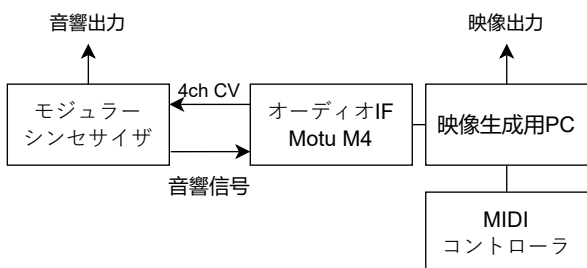 音響出力
映像出力
4ch CV
モジュラー
シンセサイザ
オーディオIF
Motu M4
映像生成用PC
音響信号
MIDI
コントローラ